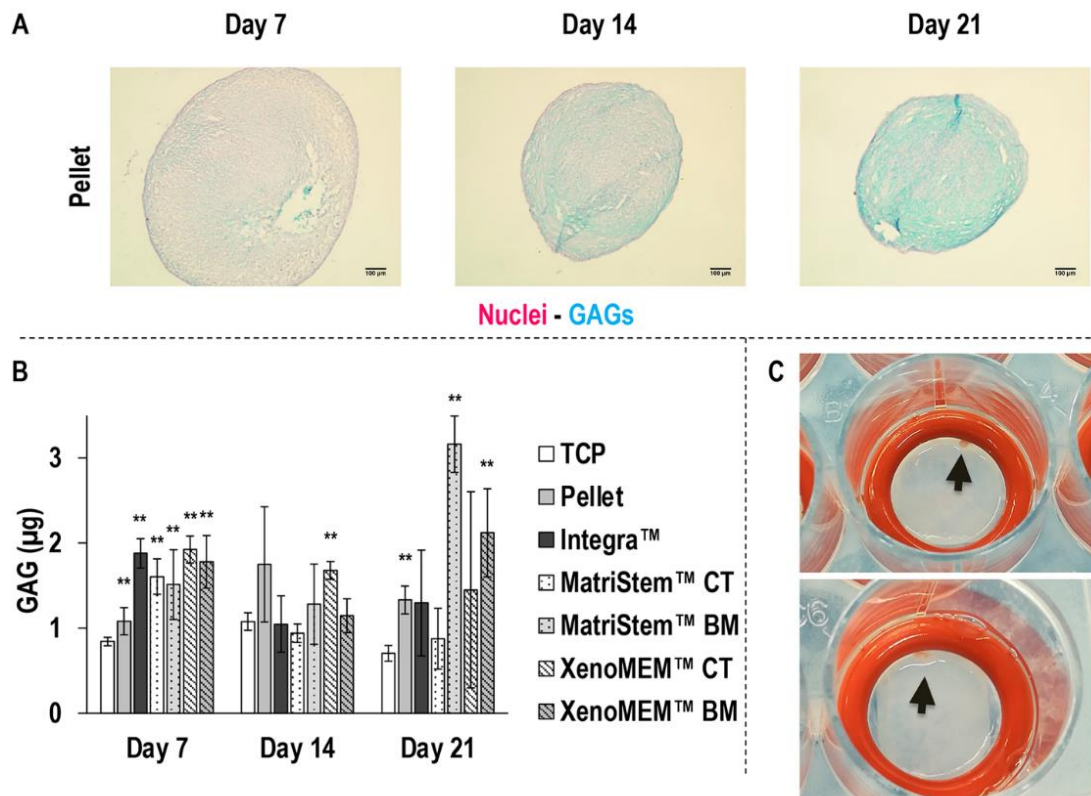 A
Day 7
Day 14
Day 21
Pellet
100 µm
100 µm
100 µm
Nuclei - GAGs
B
C
GAG (µg)
3
2
1
0
**
**
**
**
**
**
**
**
**
**
Day 7
Day 14
Day 21
TCP
Pellet
Integra™
MatriStem™ CT
MatriStem™ BM
XenoMEM™ CT
XenoMEM™ BM